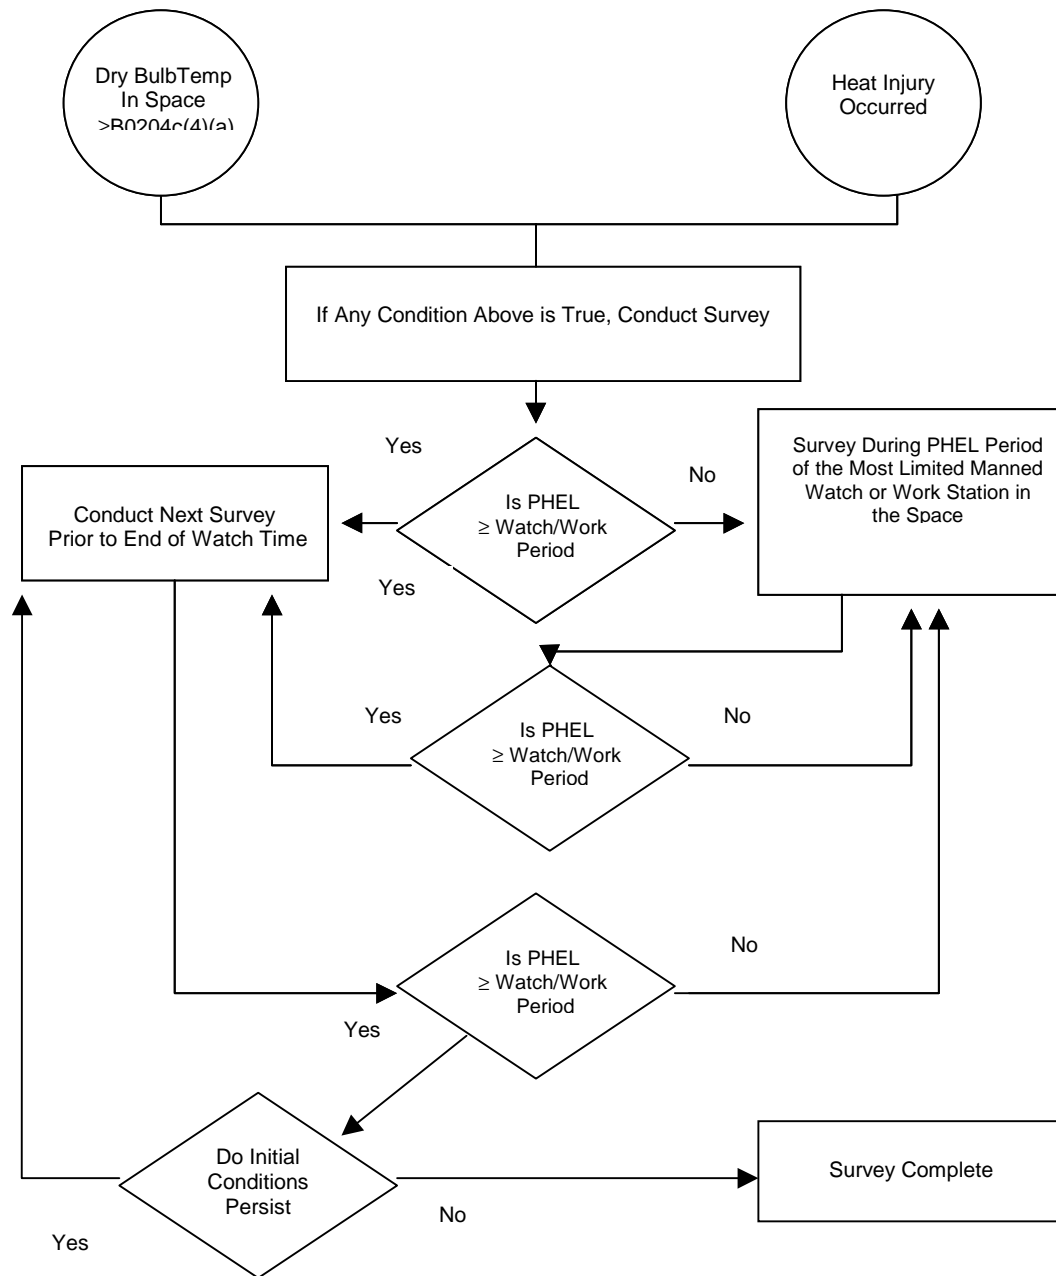 Dry BulbTemp
In Space
≥B0204c(4)(a)
Heat Injury
Occurred
If Any Condition Above is True, Conduct Survey
Yes
No
Is PHEL
≥ Watch/Work
Period
Survey During PHEL Period
of the Most Limited Manned
Watch or Work Station in
the Space
Conduct Next Survey
Prior to End of Watch Time
Yes
Yes
Is PHEL
≥ Watch/Work
Period
No
Is PHEL
≥ Watch/Work
Period
No
Yes
Do Initial
Conditions
Persist
Yes
No
Survey Complete